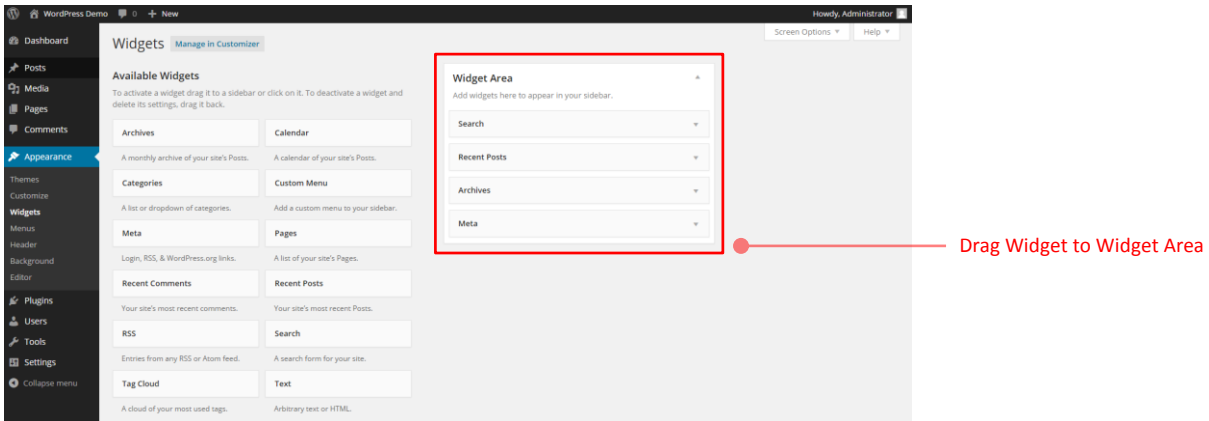 WordPress Demo 0 + New
Howdy, Administrator
Screen Options Help
Dashboard
Posts
Media
Pages
Comments
Appearance
Themes
Customize
Widgets
Menus
Header
Background
Editor
Plugins
Users
Tools
Settings
Collapse menu
Widgets Manage in Customizer
Available Widgets
To activate a widget drag it to a sidebar or click on it. To deactivate a widget and
delete its settings, drag it back.
Archives Calendar
A monthly archive of your site's Posts. A calendar of your site's Posts.
Categories Custom Menu
A list or dropdown of categories. Add a custom menu to your sidebar.
Meta Pages
Login, RSS, & WordPress.org links. A list of your site's Pages.
Recent Comments Recent Posts
Your site's most recent comments. Your site's most recent Posts.
RSS Search
Entries from any RSS or Atom feed. A search form for your site.
Tag Cloud Text
A cloud of your most used tags. Arbitrary text or HTML.
Widget Area
Add widgets here to appear in your sidebar.
Search
Recent Posts
Archives
Meta
Drag Widget to Widget Area